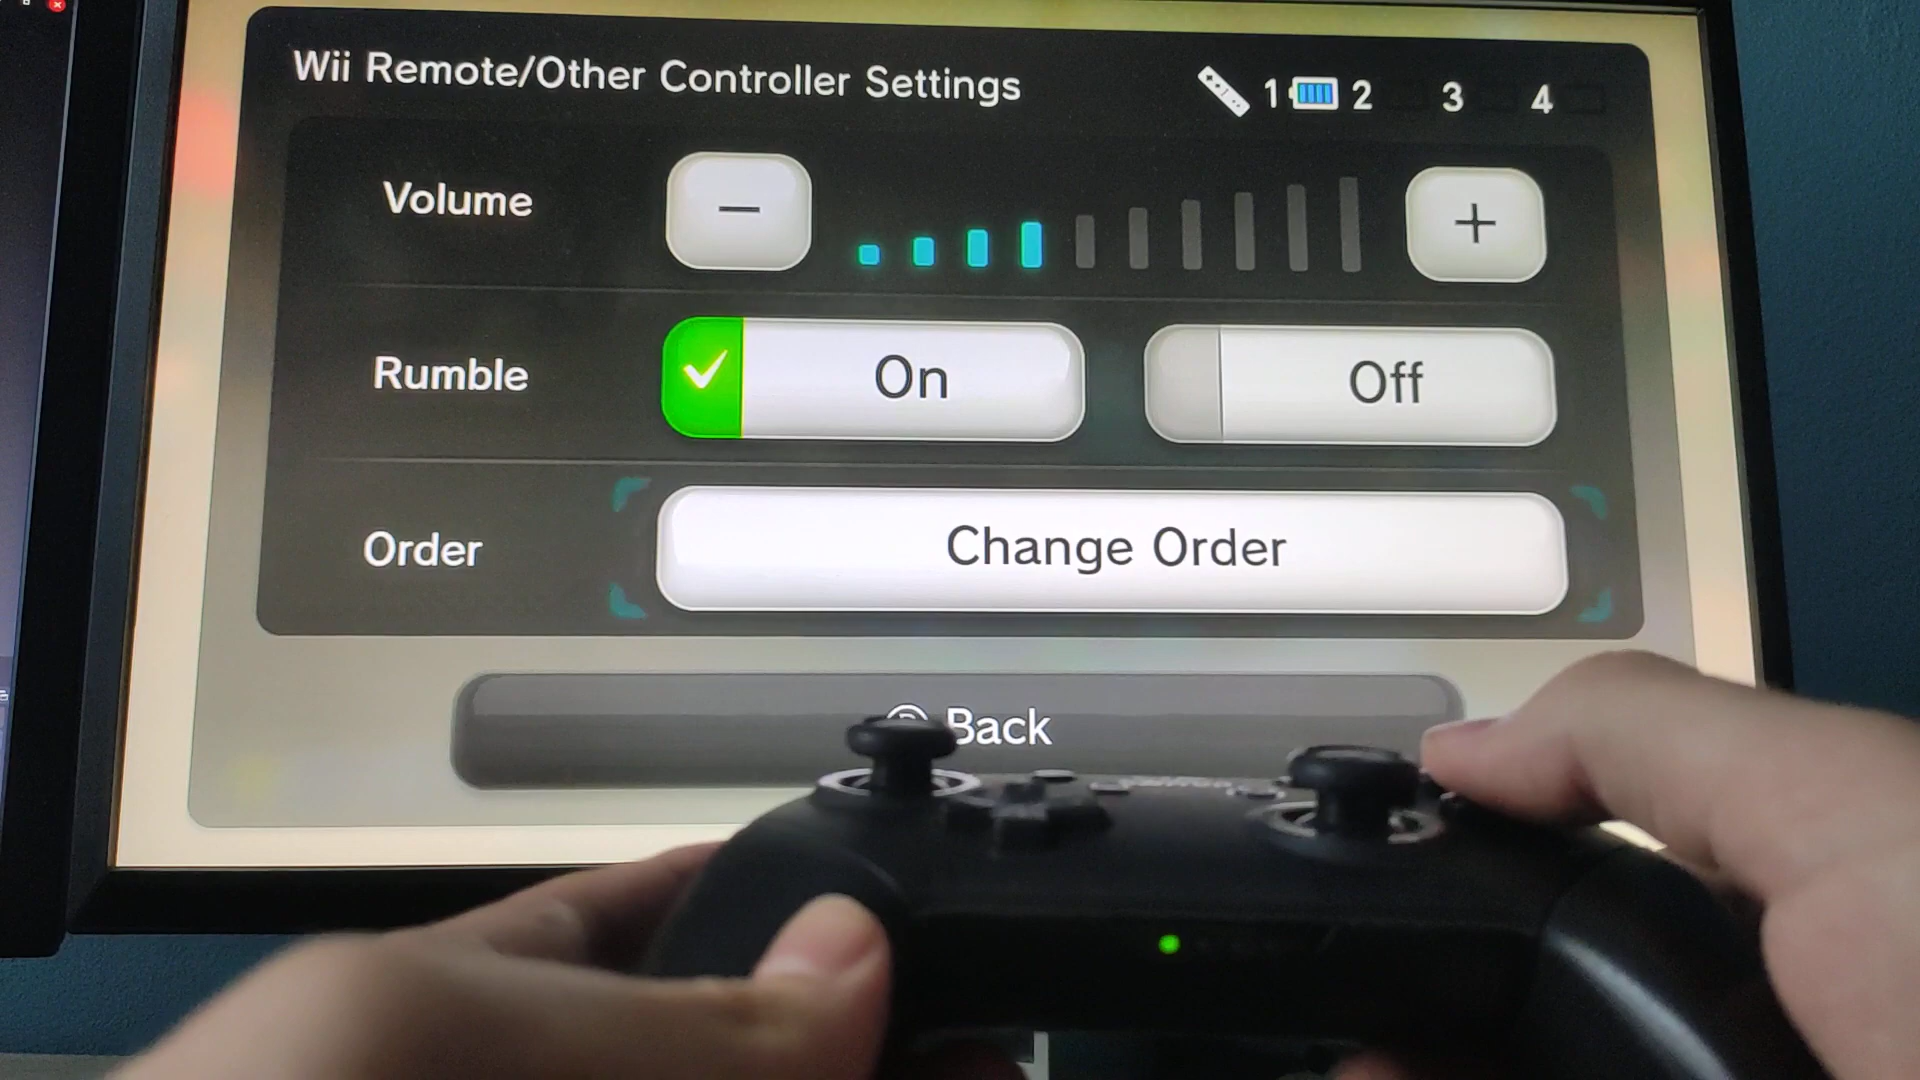 Wii Remote/Other Controller Settings
1 2 3 4
Volume
− +
Rumble
On
Off
Order
Change Order
Back